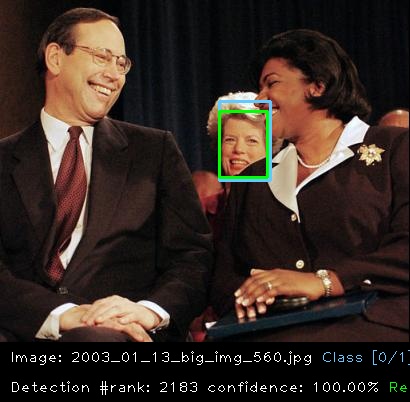 Image: 2003_01_13_big_img_560.jpg Class [0/1]
Detection #rank: 2183 confidence: 100.00% Re